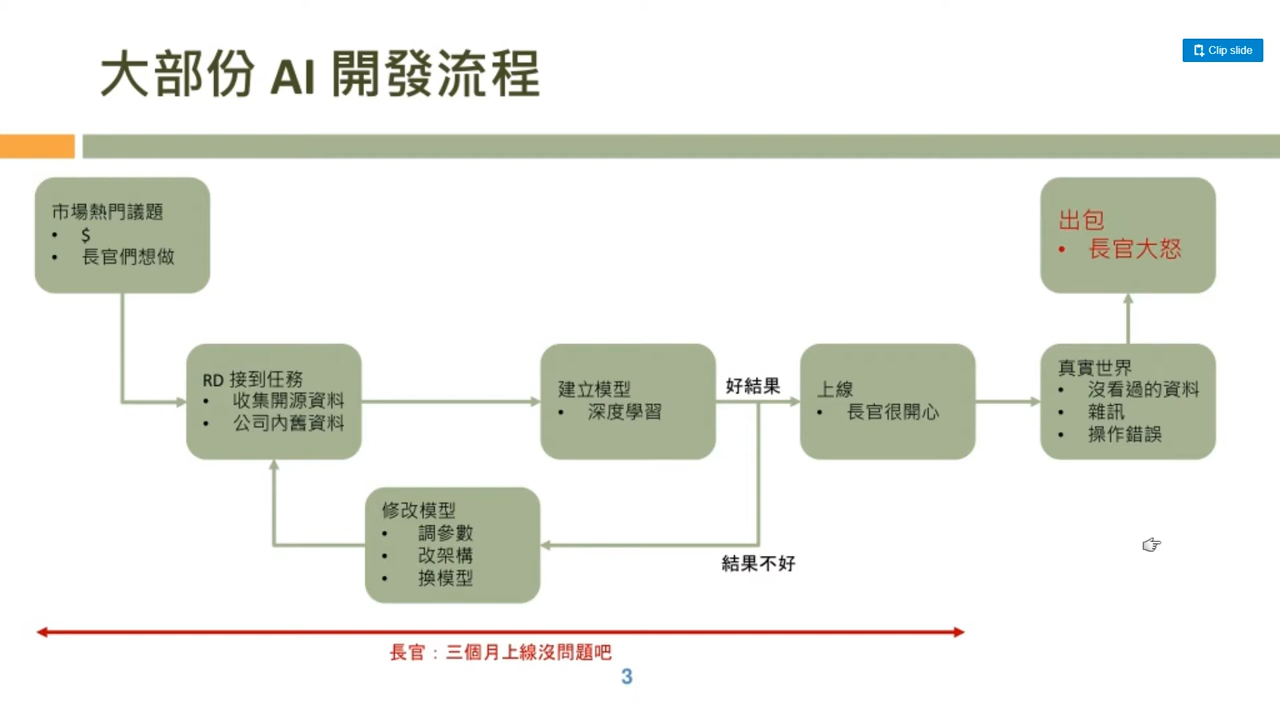 大部份 AI 開發流程
Clip slide
市場熱門議題
• $
• 長官們想做
出包
• 長官大怒
RD 接到任務
• 收集開源資料
• 公司內舊資料
建立模型
• 深度學習
好結果
上線
• 長官很開心
真實世界
• 沒看過的資料
• 雜訊
• 操作錯誤
修改模型
• 調參數
• 改架構
• 換模型
結果不好
長官：三個月上線沒問題吧
3